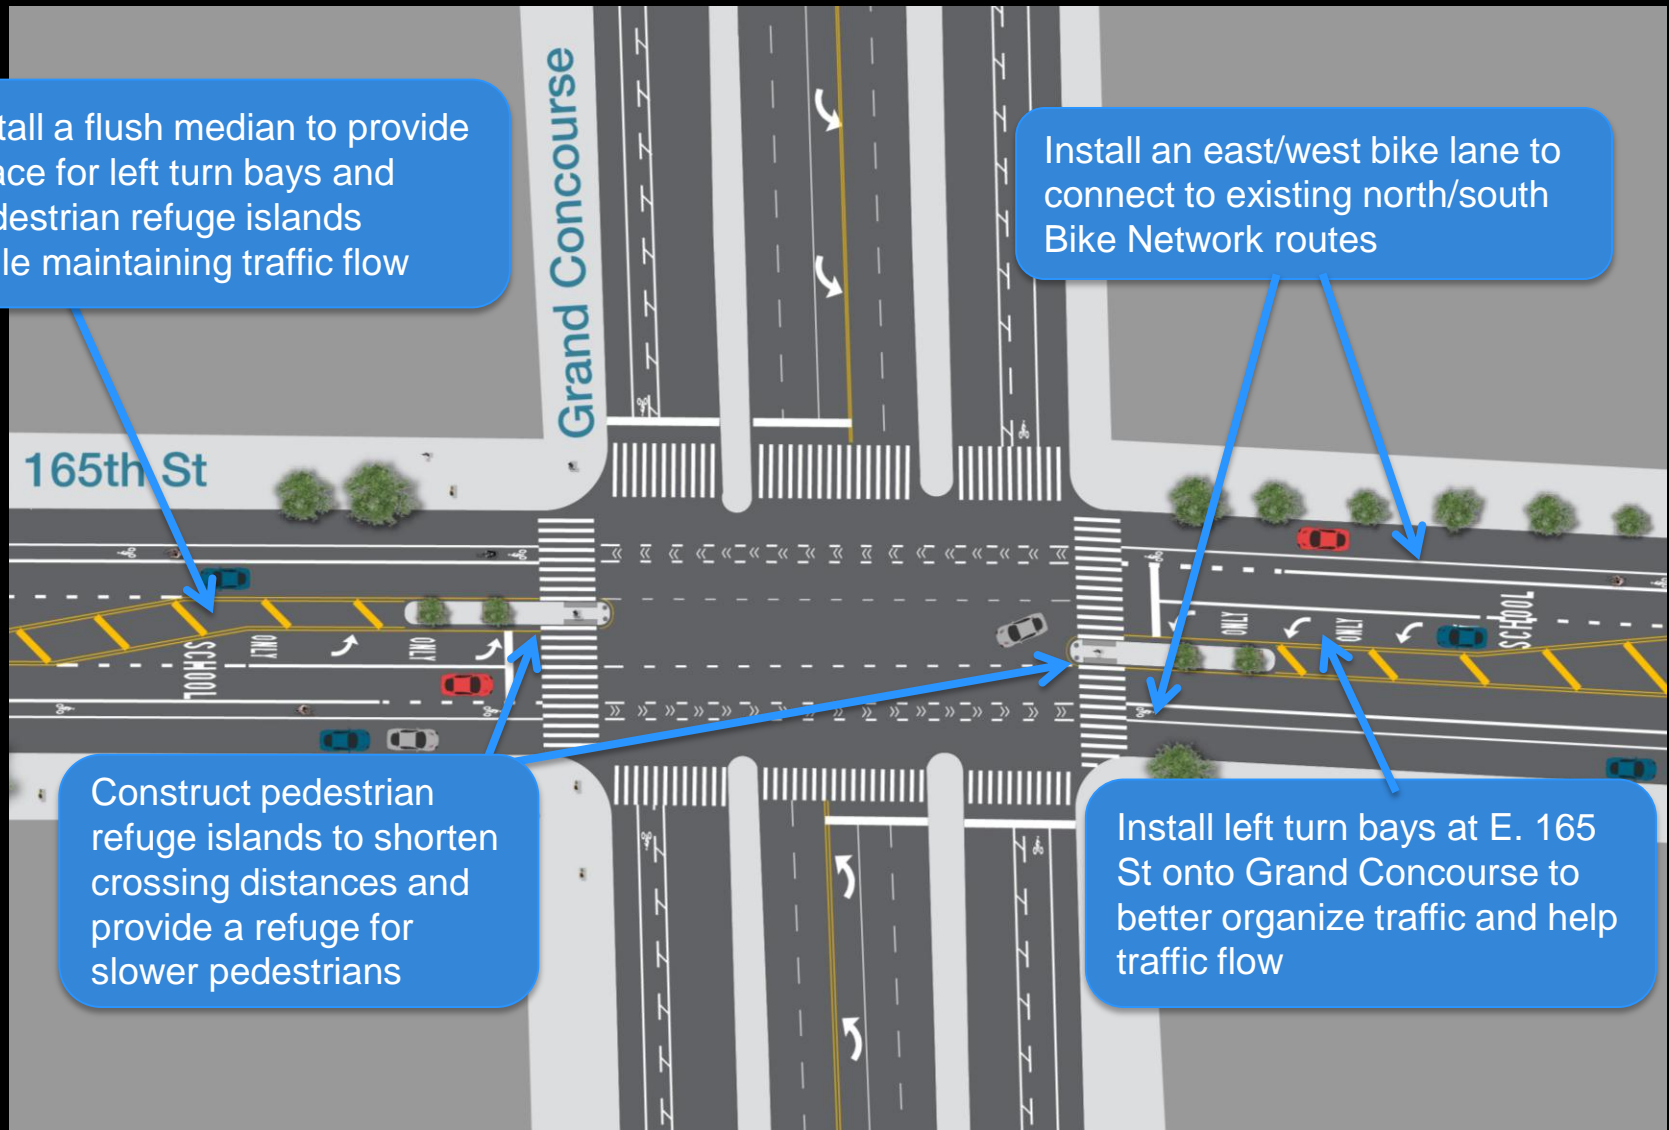 tall a flush median to provide
ace for left turn bays and
destrian refuge islands
le maintaining traffic flow
Grand Concourse
Install an east/west bike lane to
connect to existing north/south
Bike Network routes
165th St
SCHOOL
ONLY
ONLY
ONLY
ONLY
SCHOOL
Construct pedestrian
refuge islands to shorten
crossing distances and
provide a refuge for
slower pedestrians
Install left turn bays at E. 165
St onto Grand Concourse to
better organize traffic and help
traffic flow